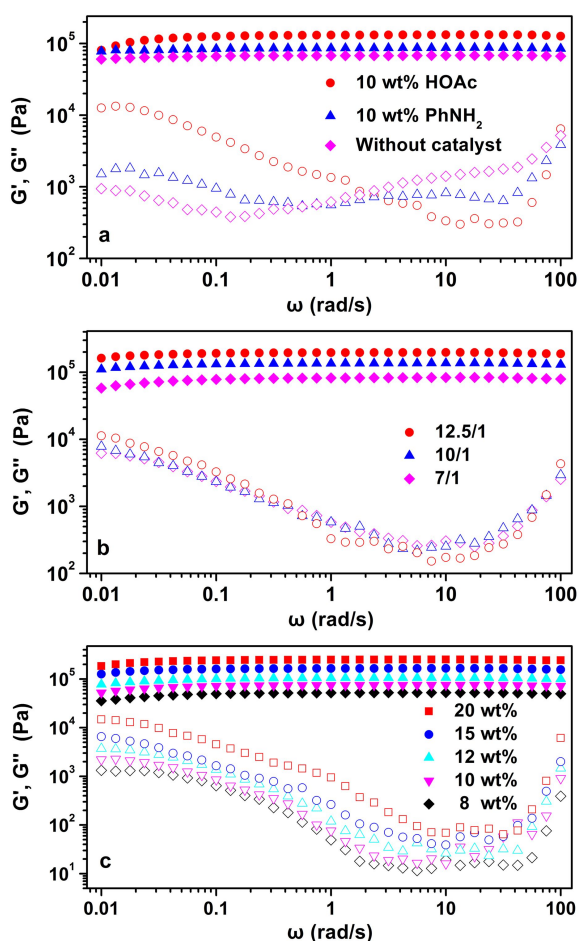 10⁵
10⁴
10³
10²
G', G'' (Pa)
10 wt% HOAc
10 wt% PhNH₂
Without catalyst
a
0.01 0.1 1 10 100
ω (rad/s)
10⁵
10⁴
10³
10²
G', G'' (Pa)
12.5/1
10/1
7/1
b
0.01 0.1 1 10 100
ω (rad/s)
10⁵
10⁴
10³
10²
10¹
G', G'' (Pa)
20 wt%
15 wt%
12 wt%
10 wt%
8 wt%
c
0.01 0.1 1 10 100
ω (rad/s)